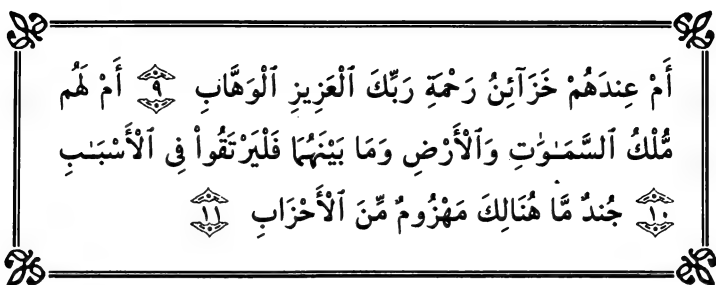 أَمْ عِندَهُمْ خَزَآئِنُ رَحْمَةِ رَبِّكَ ٱلْعَزِيزِ ٱلْوَهَّابِ ٩ أَمْ لَهُم
مُّلْكُ ٱلسَّمَـٰوَٰتِ وَٱلْأَرْضِ وَمَا بَيْنَهُمَا فَلْيَرْتَقُوا۟ فِى ٱلْأَسْبَـٰبِ
١٠ جُندٌ مَّا هُنَالِكَ مَهْزُومٌ مِّنَ ٱلْأَحْزَابِ ١١